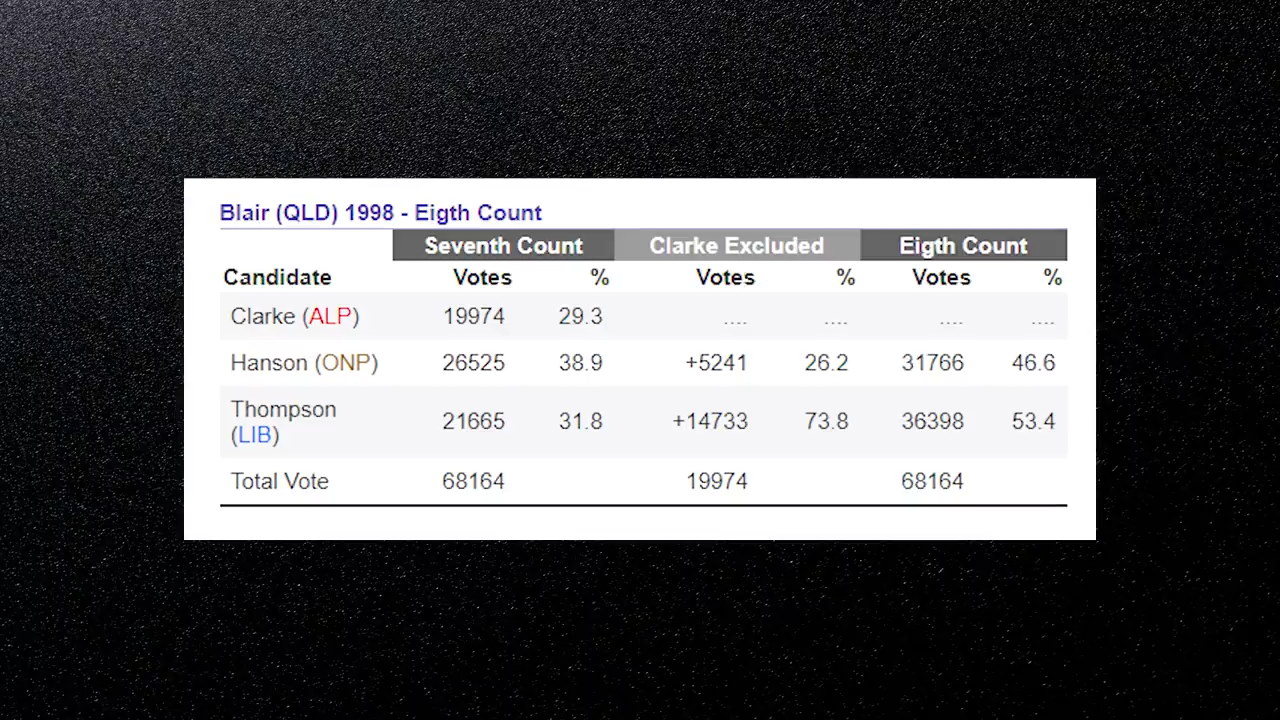 Blair (QLD) 1998 - Eigth Count
Seventh Count Clarke Excluded Eigth Count
Candidate Votes % Votes % Votes %
Clarke (ALP) 19974 29.3 .... .... .... ....
Hanson (ONP) 26525 38.9 +5241 26.2 31766 46.6
Thompson
(LIB) 21665 31.8 +14733 73.8 36398 53.4
Total Vote 68164 19974 68164